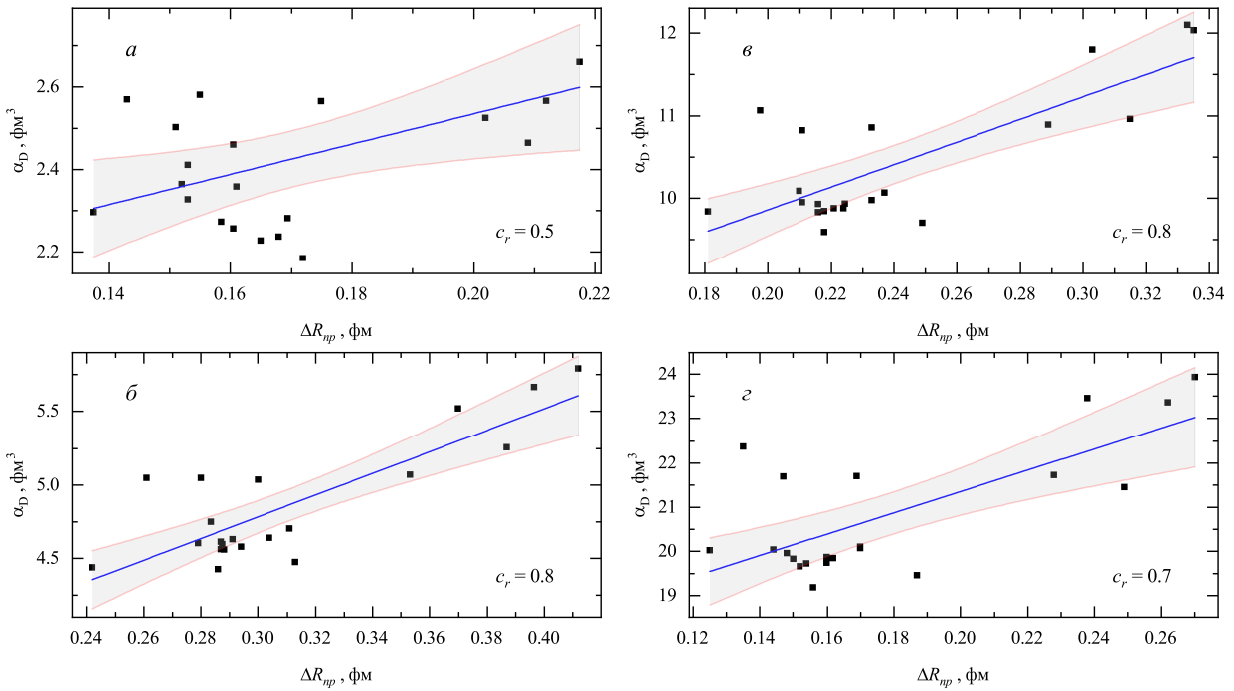 а
2.6
2.4
2.2
α_D , фм³
c_r = 0.5
0.14 0.16 0.18 0.20 0.22
ΔR_np , фм
в
12
11
10
α_D , фм³
c_r = 0.8
0.18 0.20 0.22 0.24 0.26 0.28 0.30 0.32 0.34
ΔR_np , фм
б
5.5
5.0
4.5
α_D , фм³
c_r = 0.8
0.24 0.26 0.28 0.30 0.32 0.34 0.36 0.38 0.40
ΔR_np , фм
г
24
23
22
21
20
19
α_D , фм³
c_r = 0.7
0.12 0.14 0.16 0.18 0.20 0.22 0.24 0.26
ΔR_np , фм